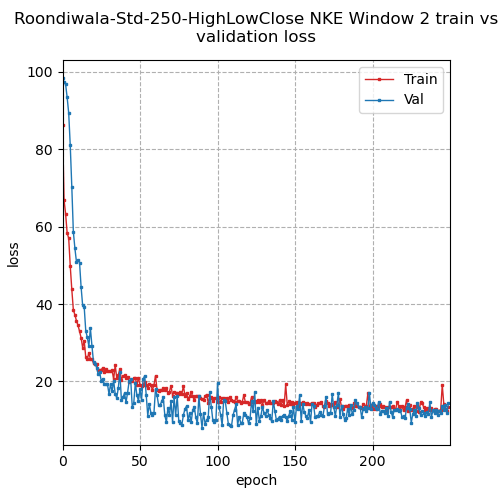 Roondiwala-Std-250-HighLowClose NKE Window 2 train vs
validation loss
Train
Val
100
80
60
40
20
loss
0
50
100
150
200
epoch